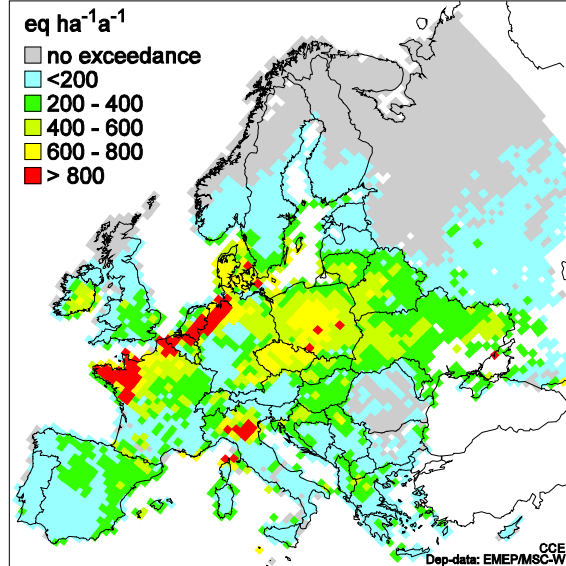 eq ha⁻¹a⁻¹
no exceedance
<200
200 - 400
400 - 600
600 - 800
> 800
CCE
Dep-data: EMEP/MSC-W